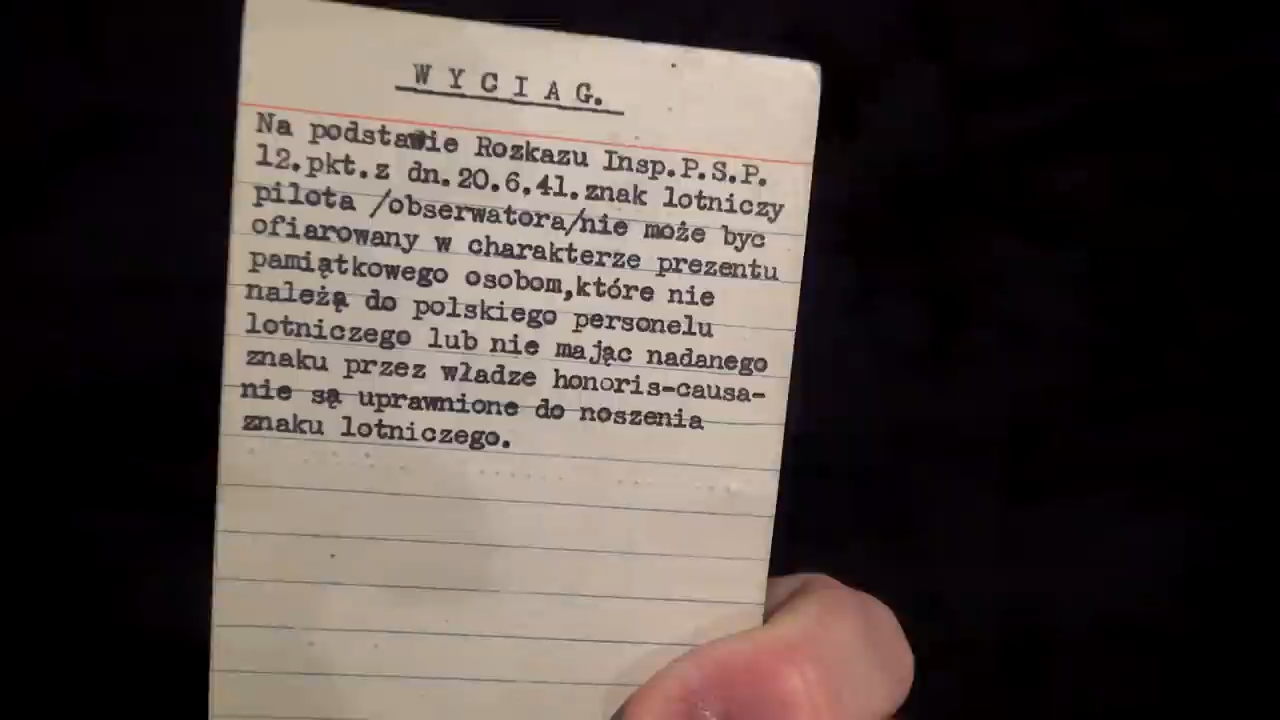 W Y C I A G.
Na podstawie Rozkazu Insp.P.S.P.
12.pkt.z dn.20.6.41.znak lotniczy
pilota /obserwatora/nie może byc
ofiarowany w charakterze prezentu
pamiątkowego osobom,które nie
należą do polskiego personelu
lotniczego lub nie mając nadanego
znaku przez władze honoris-causa-
nie są uprawnione do noszenia
znaku lotniczego.